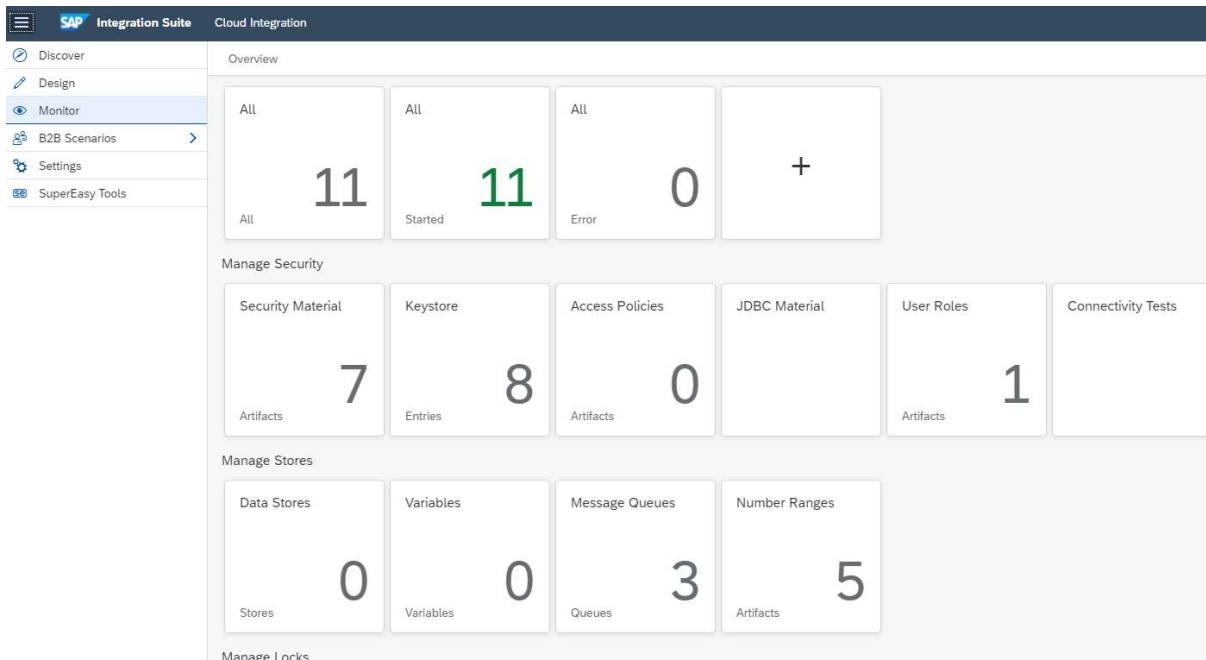 SAP Integration Suite Cloud Integration
Discover
Design
Monitor
B2B Scenarios
Settings
SE SuperEasy Tools
Overview
All All All
11 11 0 +
All Started Error
Manage Security
Security Material Keystore Access Policies JDBC Material User Roles Connectivity Tests
7 8 0 1
Artifacts Entries Artifacts Artifacts
Manage Stores
Data Stores Variables Message Queues Number Ranges
0 0 3 5
Stores Variables Queues Artifacts
Manage Locks